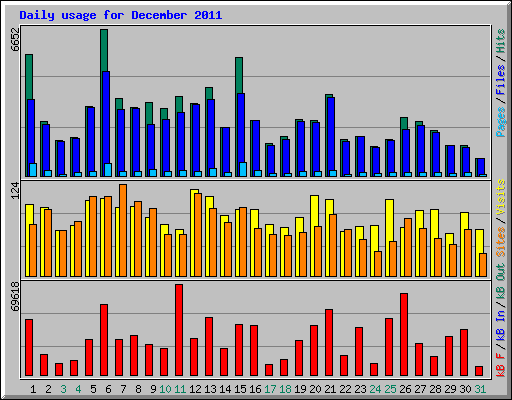 Daily usage for December 2011
6652
Pages / Files / Hits
124
Sites / Visits
69618
kB F / kB In / kB Out
1 2 3 4 5 6 7 8 9 10 11 12 13 14 15 16 17 18 19 20 21 22 23 24 25 26 27 28 29 30 31